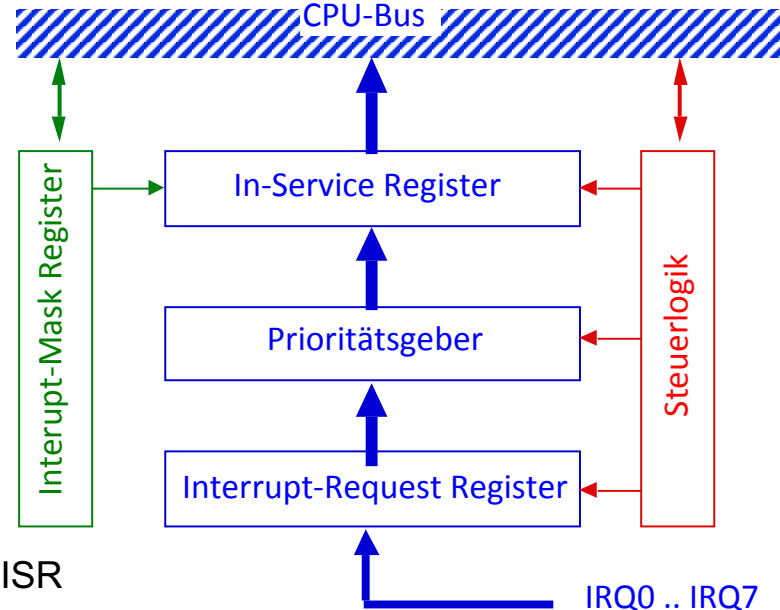 CPU-Bus
In-Service Register
Interupt-Mask Register
Prioritätsgeber
Steuerlogik
Interrupt-Request Register
ISR
IRQ0 .. IRQ7